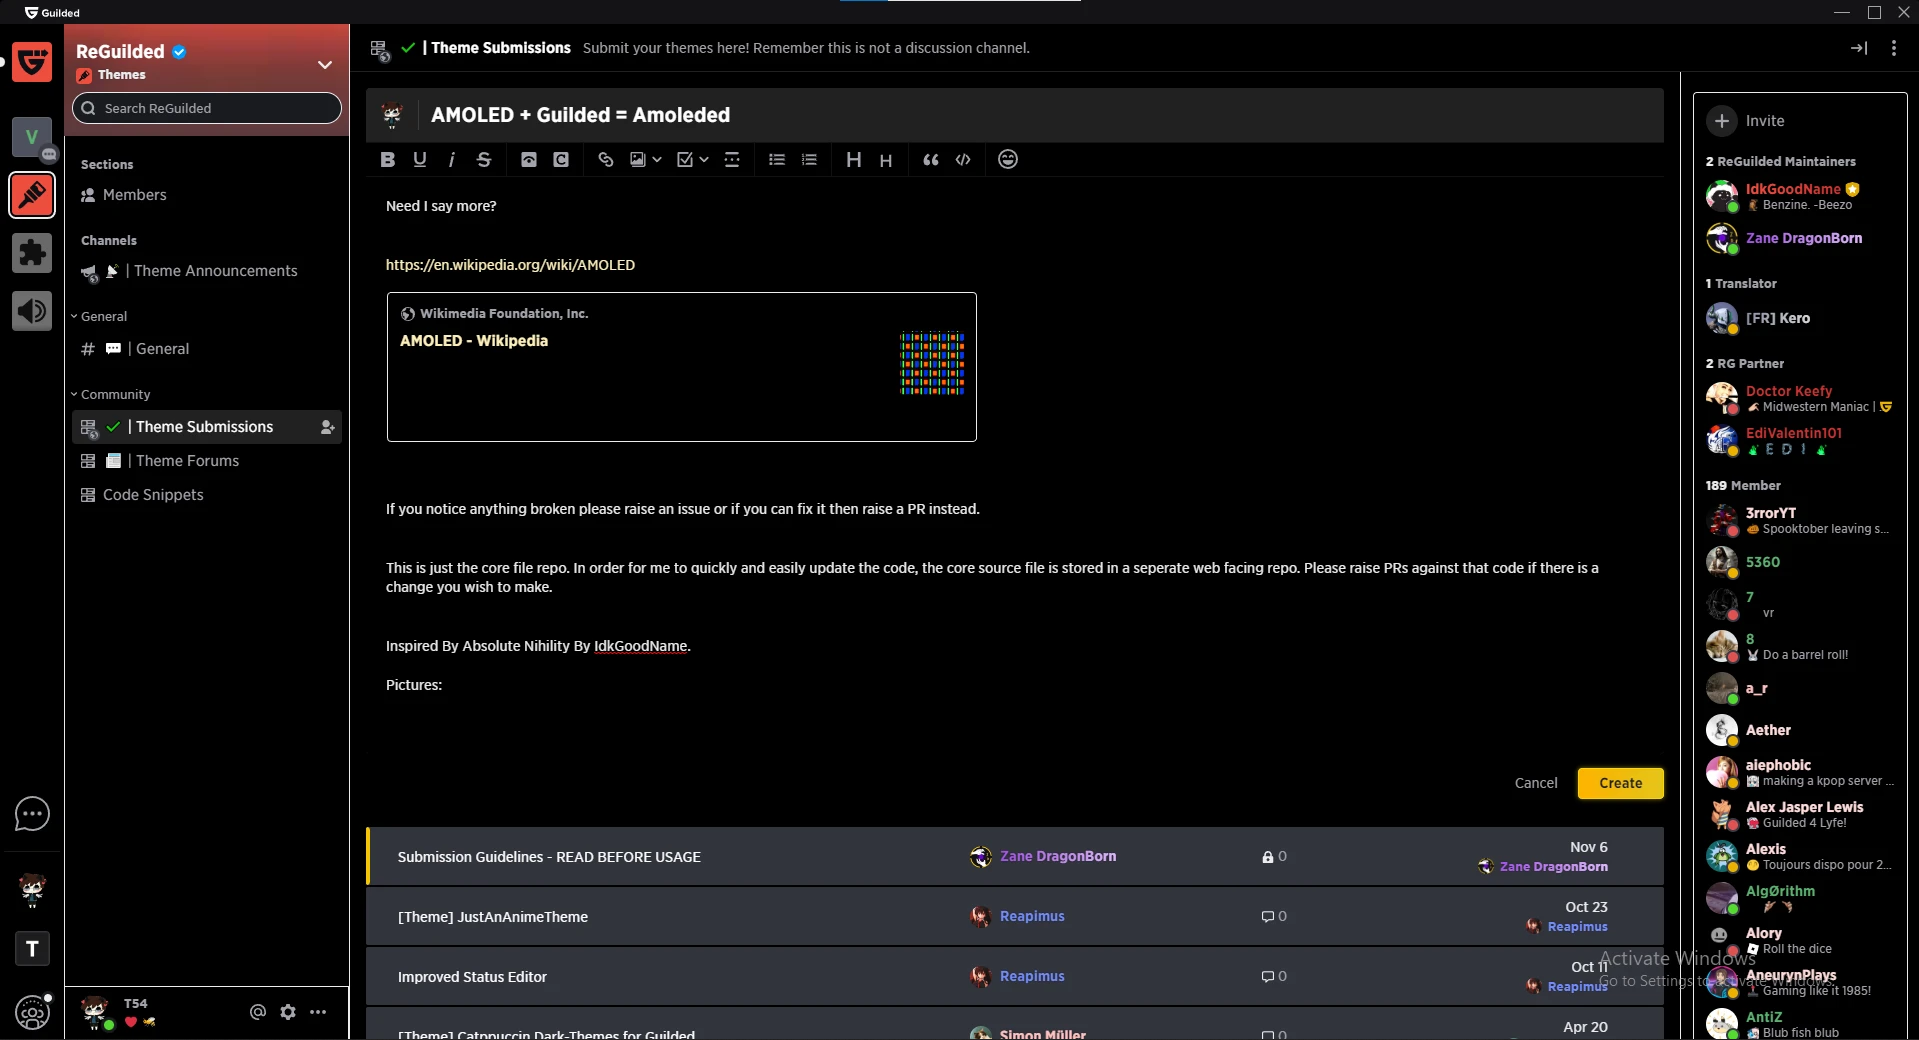 Guilded
ReGuilded
Themes
Search ReGuilded
V
Sections
Members
Channels
| Theme Announcements
General
# | General
Community
| Theme Submissions
| Theme Forums
Code Snippets
T
T54
| Theme Submissions Submit your themes here! Remember this is not a discussion channel.
AMOLED + Guilded = Amoleded
B U i S C H H
Need I say more?
https://en.wikipedia.org/wiki/AMOLED
Wikimedia Foundation, Inc.
AMOLED - Wikipedia
If you notice anything broken please raise an issue or if you can fix it then raise a PR instead.
This is just the core file repo. In order for me to quickly and easily update the code, the core source file is stored in a seperate web facing repo. Please raise PRs against that code if there is a
change you wish to make.
Inspired By Absolute Nihility By IdkGoodName.
Pictures:
Cancel Create
Submission Guidelines - READ BEFORE USAGE Zane DragonBorn 0 Nov 6
Zane DragonBorn
[Theme] JustAnAnimeTheme Reapimus 0 Oct 23
Reapimus
Improved Status Editor Reapimus 0 Oct 11
Reapimus
[Theme] Catppuccin Dark-Themes for Guilded Simon Müller 0 Apr 20
Invite
2 ReGuilded Maintainers
IdkGoodName
Benzine. -Beezo
Zane DragonBorn
1 Translator
[FR] Kero
2 RG Partner
Doctor Keefy
Midwestern Maniac |
EdiValentin101
E D I
189 Member
3rrorYT
Spooktober leaving s...
5360
7
vr
8
Do a barrel roll!
a_r
Aether
alephobic
making a kpop server ...
Alex Jasper Lewis
Guilded 4 Lyfe!
Alexis
Toujours dispo pour 2...
AlgØrithm
Alory
Roll the dice
AneurynPlays
Gaming like it 1985!
AntiZ
Blub fish blub
Activate Windows
Go to Settings to activate Windows.